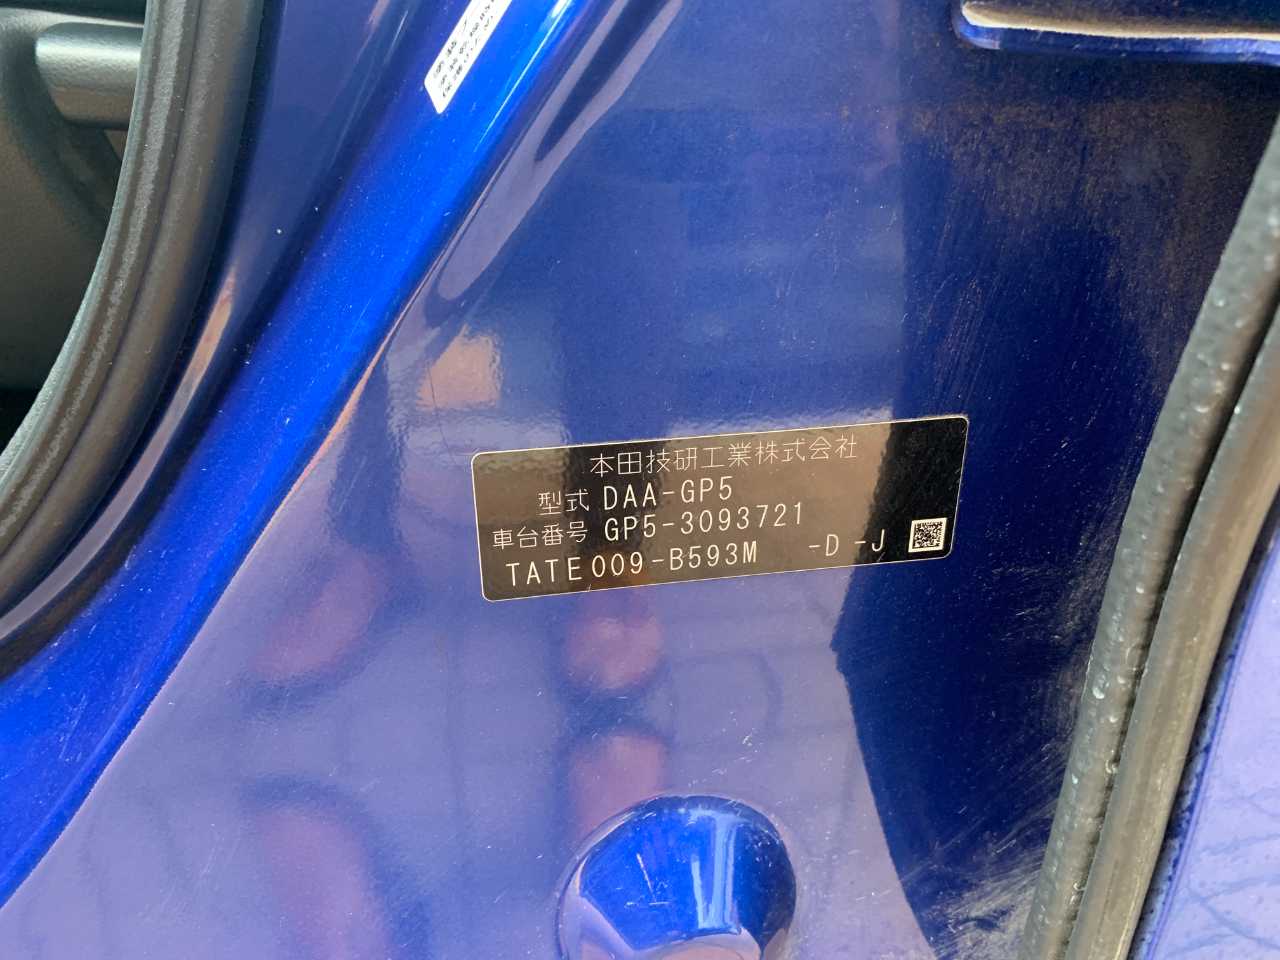 本田技研工業株式会社
型式 DAA-GP5
車台番号 GP5-3093721
TATE009-B593M -D -J